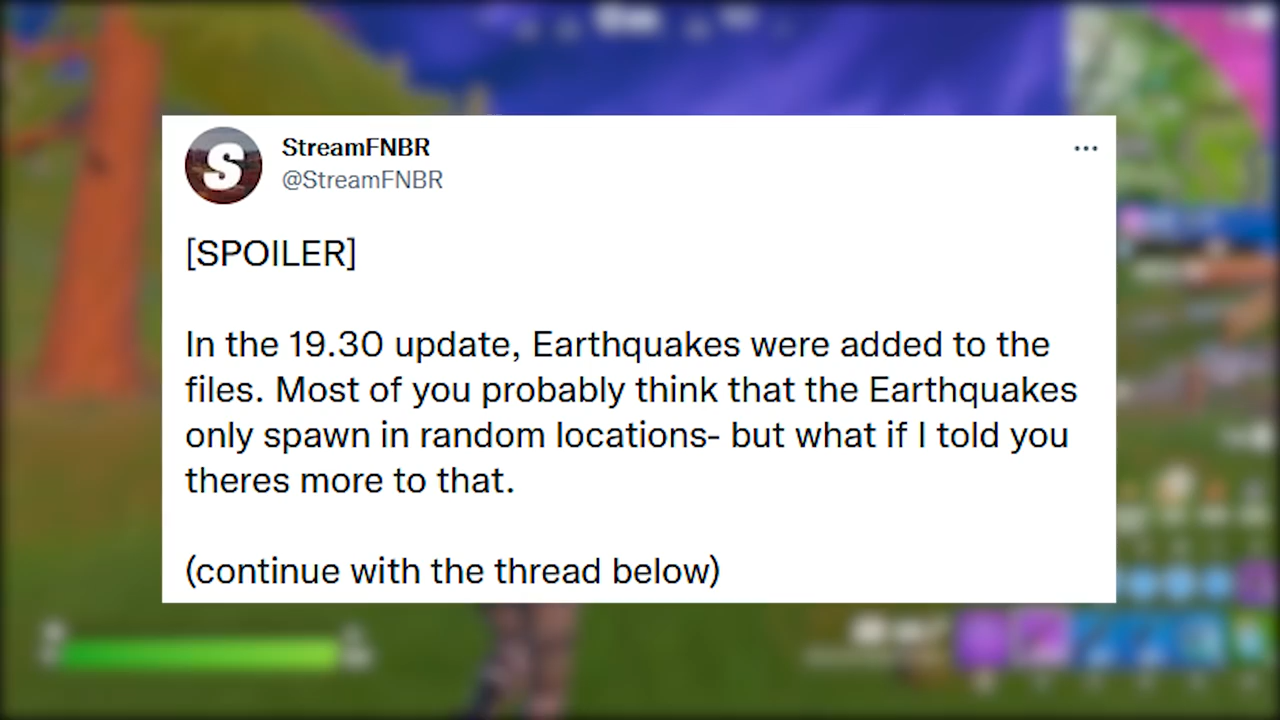 StreamFNBR
@StreamFNBR
[SPOILER]
In the 19.30 update, Earthquakes were added to the
files. Most of you probably think that the Earthquakes
only spawn in random locations- but what if I told you
theres more to that.
(continue with the thread below)